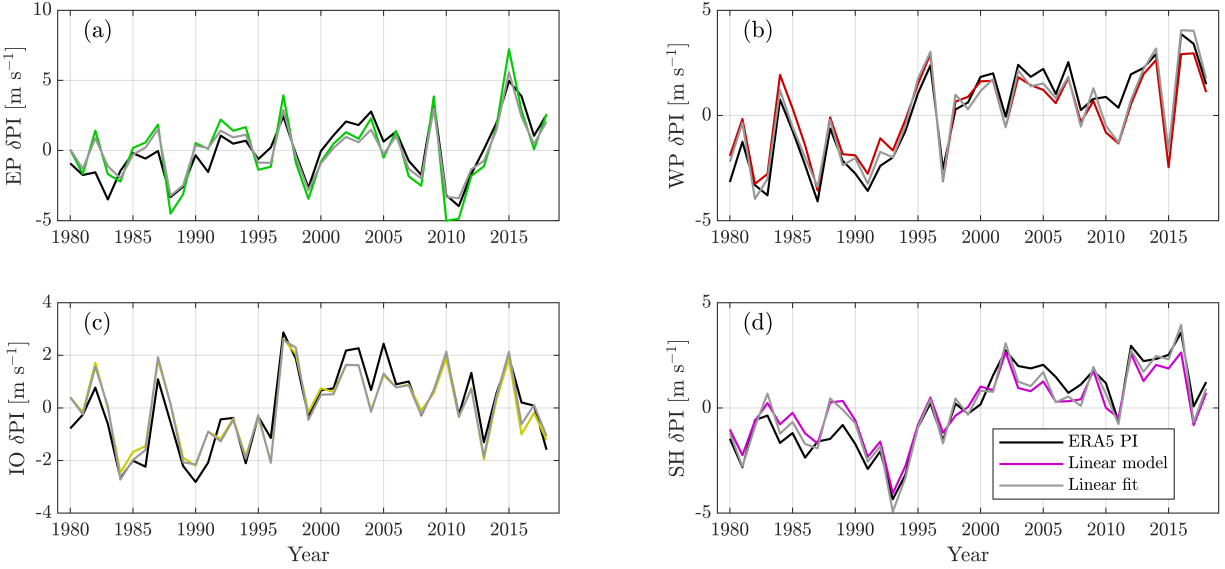 (a)
EP δPI [m s⁻¹]
10
5
0
-5
1980 1985 1990 1995 2000 2005 2010 2015
(b)
WP δPI [m s⁻¹]
5
0
-5
1980 1985 1990 1995 2000 2005 2010 2015
(c)
IO δPI [m s⁻¹]
4
2
0
-2
-4
1980 1985 1990 1995 2000 2005 2010 2015
Year
(d)
SH δPI [m s⁻¹]
5
0
-5
ERA5 PI
Linear model
Linear fit
1980 1985 1990 1995 2000 2005 2010 2015
Year